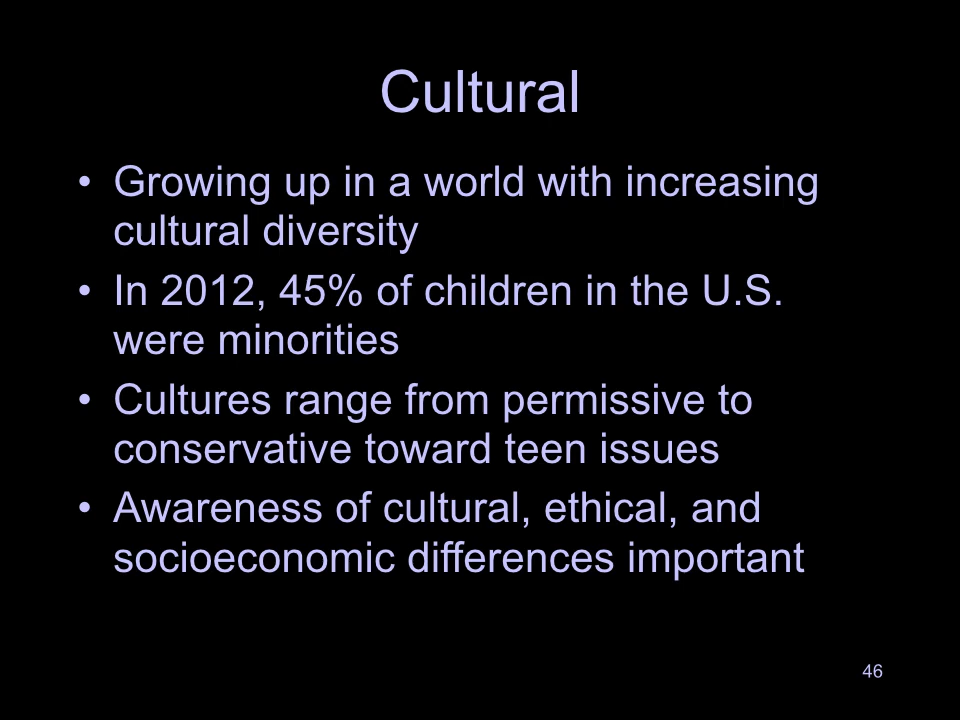 Cultural
• Growing up in a world with increasing
cultural diversity
• In 2012, 45% of children in the U.S.
were minorities
• Cultures range from permissive to
conservative toward teen issues
• Awareness of cultural, ethical, and
socioeconomic differences important
46